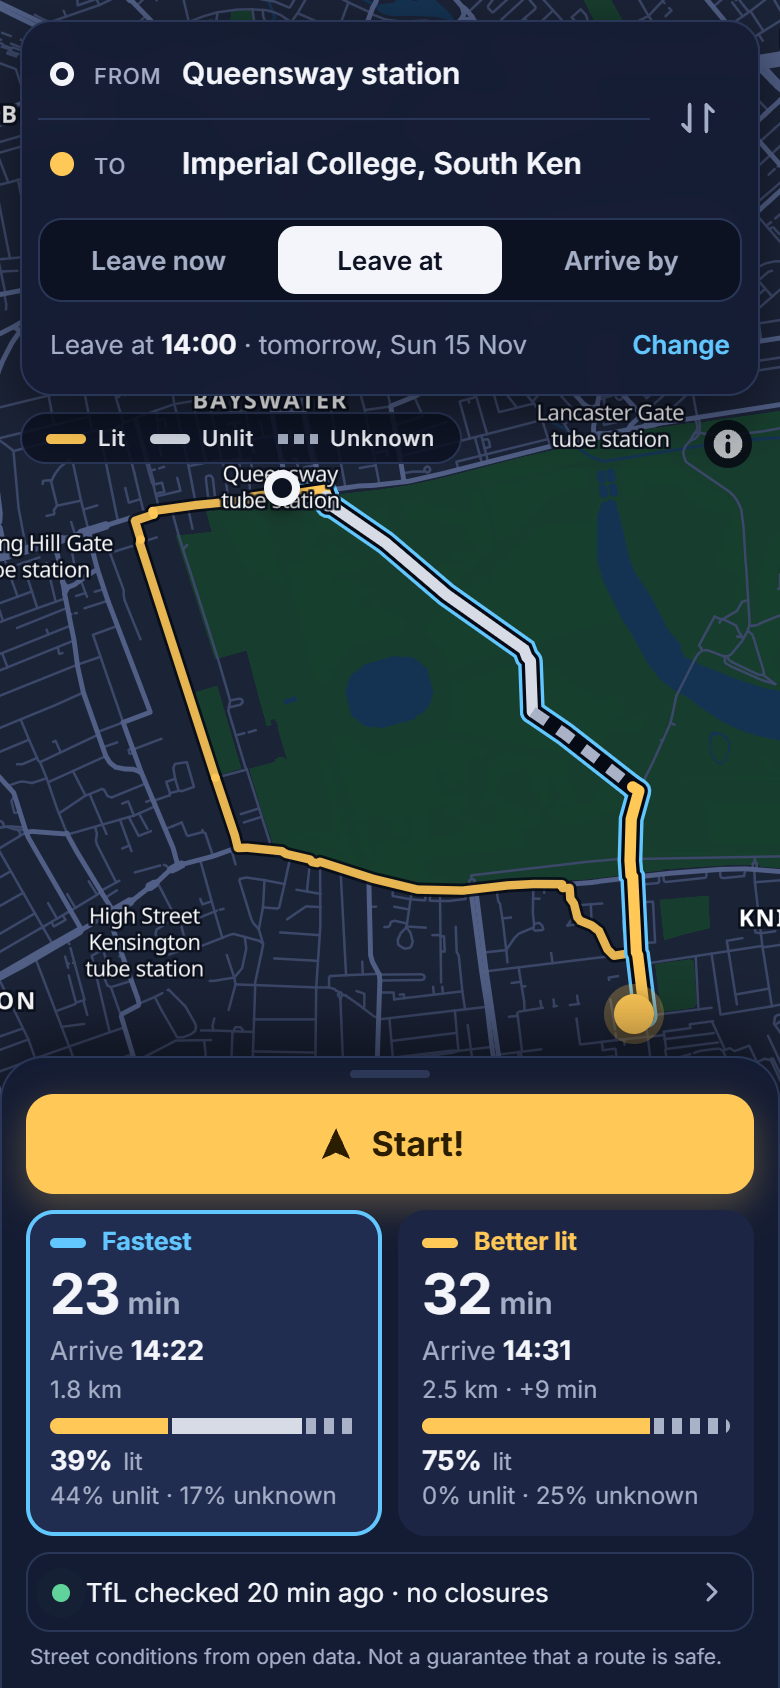 B
FROM Queensway station
TO Imperial College, South Ken
Leave now Leave at Arrive by
Leave at 14:00 · tomorrow, Sun 15 Nov Change
BAYSWATER
Lit Unlit Unknown
Lancaster Gate
tube station
Queensway
tube station
ng Hill Gate
be station
High Street
Kensington
tube station
KN
ON
Start!
Fastest
23 min
Arrive 14:22
1.8 km
39% lit
44% unlit · 17% unknown
Better lit
32 min
Arrive 14:31
2.5 km · +9 min
75% lit
0% unlit · 25% unknown
TfL checked 20 min ago · no closures
Street conditions from open data. Not a guarantee that a route is safe.